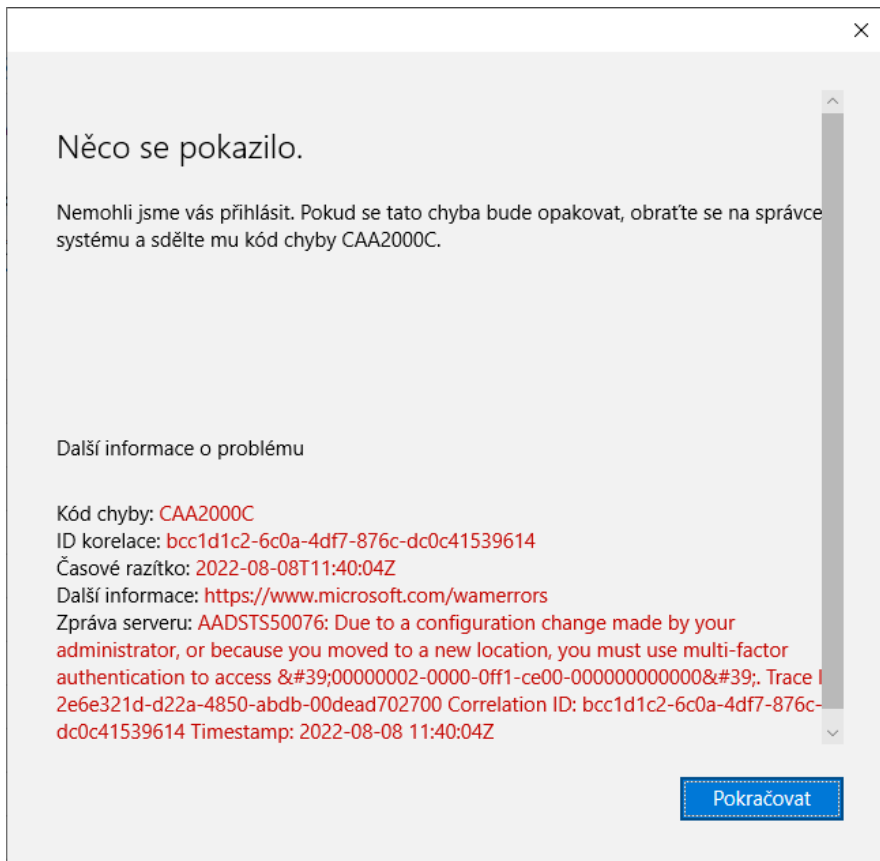 Něco se pokazilo.
Nemohli jsme vás přihlásit. Pokud se tato chyba bude opakovat, obraťte se na správce
systému a sdělte mu kód chyby CAA2000C.
Další informace o problému
Kód chyby: CAA2000C
ID korelace: bcc1d1c2-6c0a-4df7-876c-dc0c41539614
Časové razítko: 2022-08-08T11:40:04Z
Další informace: https://www.microsoft.com/wamerrors
Zpráva serveru: AADSTS50076: Due to a configuration change made by your
administrator, or because you moved to a new location, you must use multi-factor
authentication to access &#39;00000002-0000-0ff1-ce00-000000000000&#39;. Trace I
2e6e321d-d22a-4850-abdb-00dead702700 Correlation ID: bcc1d1c2-6c0a-4df7-876c-
dc0c41539614 Timestamp: 2022-08-08 11:40:04Z
Pokračovat